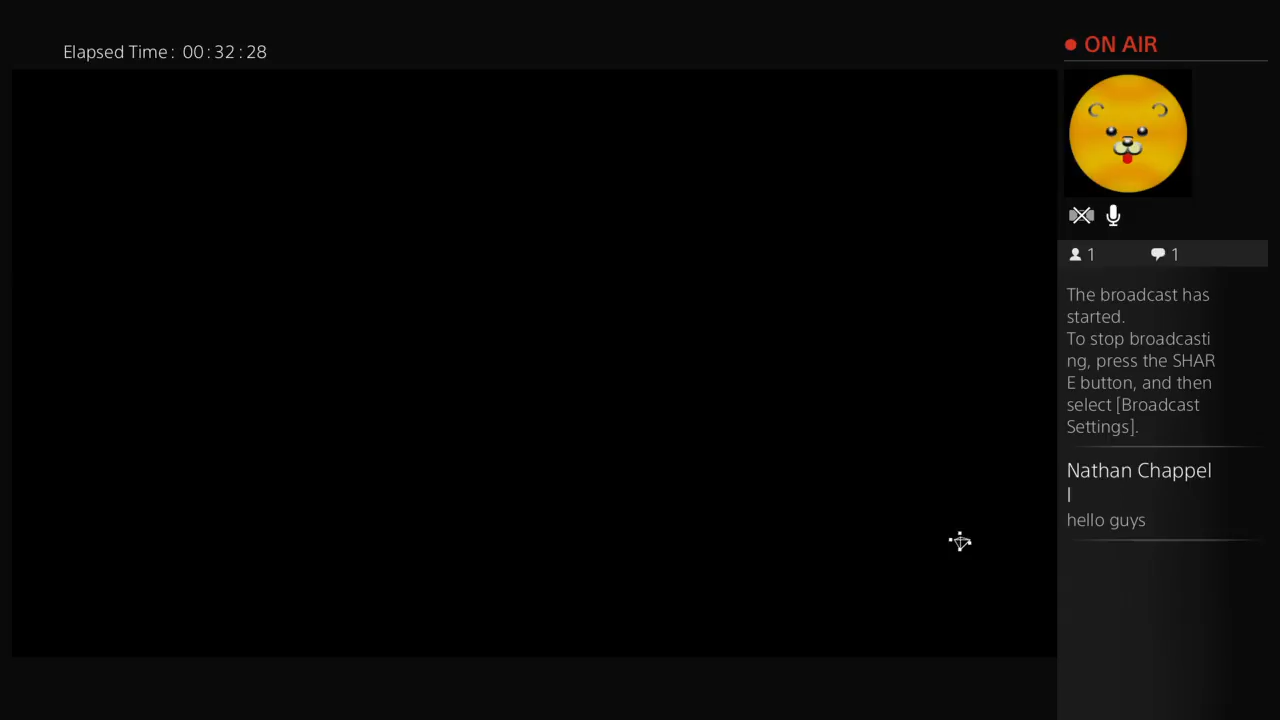 Elapsed Time: 00:32:28
ON AIR
1 1
The broadcast has
started.
To stop broadcasti
ng, press the SHAR
E button, and then
select [Broadcast
Settings].
Nathan Chappel
l
hello guys